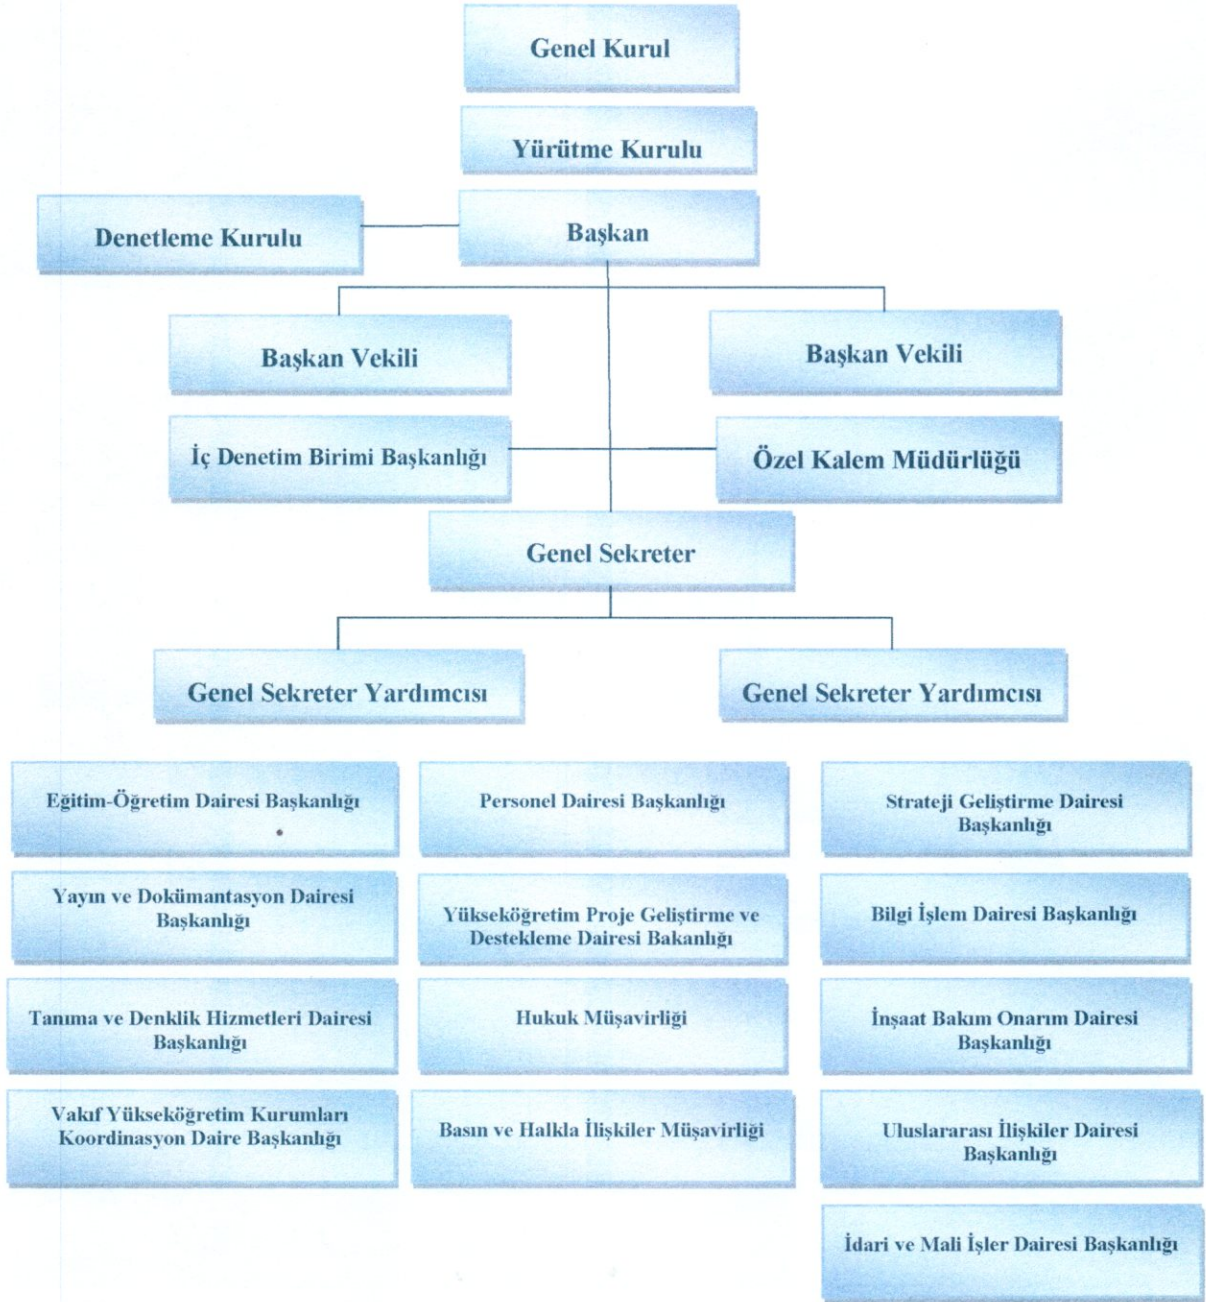 Genel Kurul
Yürütme Kurulu
Denetleme Kurulu
Başkan
Başkan Vekili
Başkan Vekili
İç Denetim Birimi Başkanlığı
Özel Kalem Müdürlüğü
Genel Sekreter
Genel Sekreter Yardımcısı
Genel Sekreter Yardımcısı
Eğitim-Öğretim Dairesi Başkanlığı
Personel Dairesi Başkanlığı
Strateji Geliştirme Dairesi
Başkanlığı
Yayın ve Dokümantasyon Dairesi
Başkanlığı
Yükseköğretim Proje Geliştirme ve
Destekleme Dairesi Bakanlığı
Bilgi İşlem Dairesi Başkanlığı
Tanıma ve Denklik Hizmetleri Dairesi
Başkanlığı
Hukuk Müşavirliği
İnşaat Bakım Onarım Dairesi
Başkanlığı
Vakıf Yükseköğretim Kurumları
Koordinasyon Daire Başkanlığı
Basın ve Halkla İlişkiler Müşavirliği
Uluslararası İlişkiler Dairesi
Başkanlığı
İdari ve Mali İşler Dairesi Başkanlığı